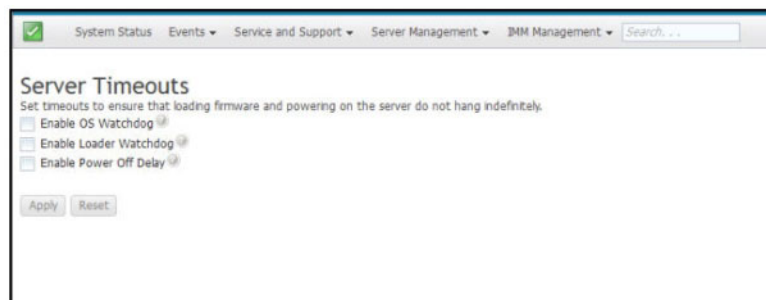 System Status Events Service and Support Server Management IMM Management Search. . .
Server Timeouts
Set timeouts to ensure that loading firmware and powering on the server do not hang indefinitely.
Enable OS Watchdog
Enable Loader Watchdog
Enable Power Off Delay
Apply Reset